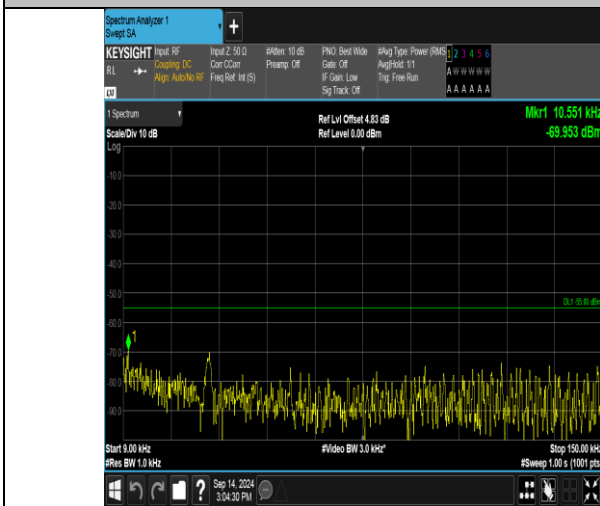 Spectrum Analyzer 1
Swept SA
+
KEYSIGHT Input: RF Input Z: 50 Ω #Atten: 10 dB PNO: Best Wide #Avg Type: Power (RMS 1 2 3 4 5 6
RL Coupling: DC Corr CCorr Preamp: Off Gate: Off Avg|Hold: 1/1 A W W W W W
Align: Auto/No RF Freq Ref: Int (S) IF Gain: Low Trig: Free Run
Sig Track: Off A A A A A A
1 Spectrum Ref Lvl Offset 4.83 dB Mkr1 10.551 kHz
Scale/Div 10 dB Ref Level 0.00 dBm -69.953 dBm
Log
-10.0
-20.0
-30.0
-40.0
DL1 -55.00 dBm
-50.0
-60.0
1
-70.0
-80.0
-90.0
Start 9.00 kHz #Video BW 3.0 kHz* Stop 150.00 kHz
#Res BW 1.0 kHz #Sweep 1.00 s (1001 pts
? Sep 14, 2024
3:04:30 PM